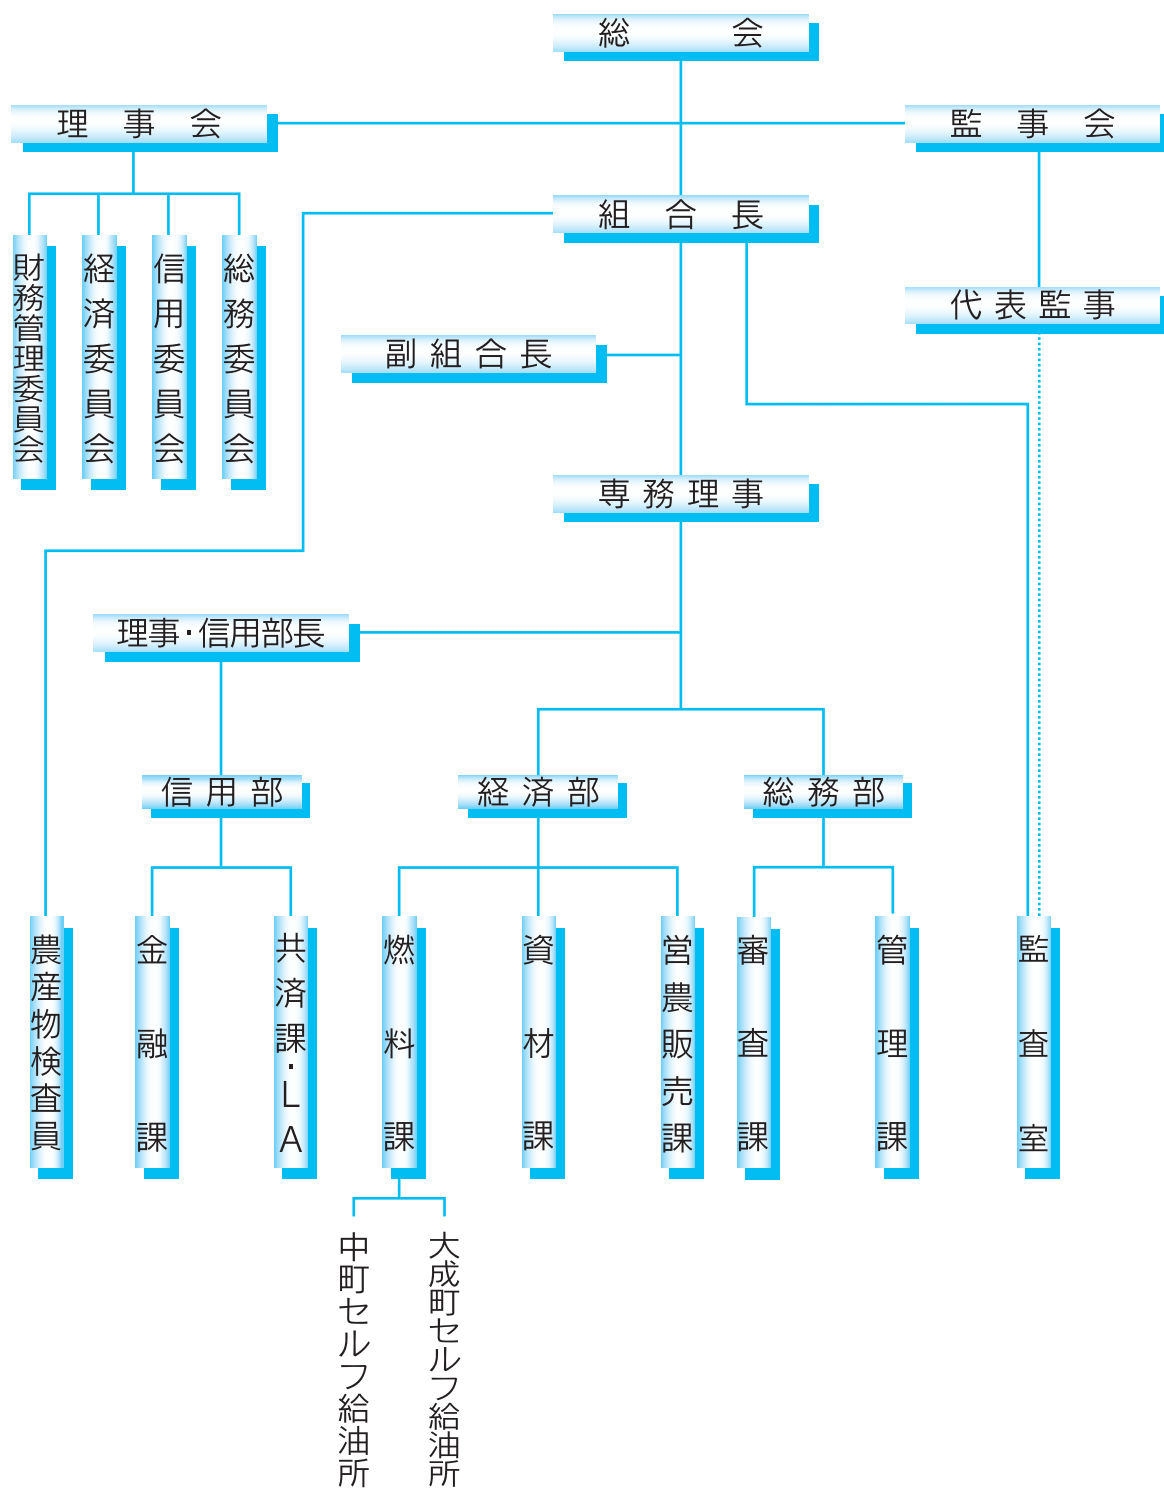 総会
理事会
監事会
組合長
財務管理委員会
経済委員会
信用委員会
総務委員会
代表監事
副組合長
専務理事
理事・信用部長
信用部
経済部
総務部
農産物検査員
金融課
共済課・LA
燃料課
資材課
営農販売課
審査課
管理課
監査室
中町セルフ給油所
大成町セルフ給油所